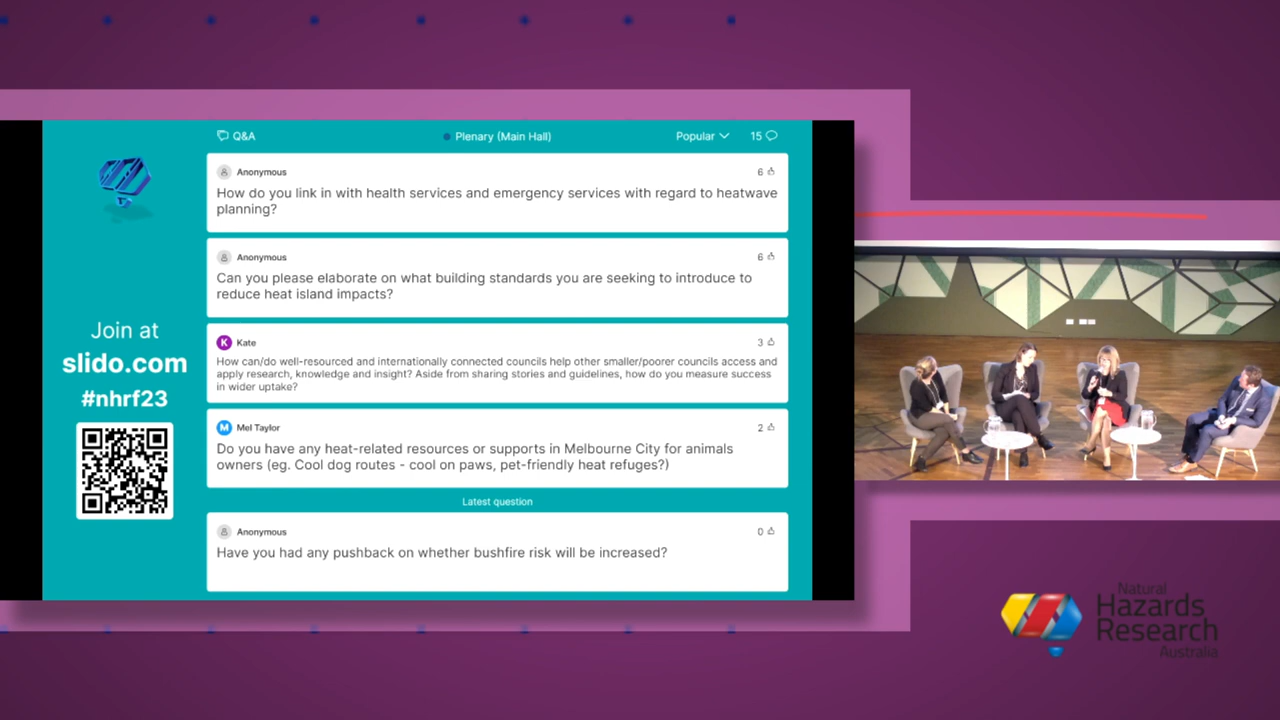 Q&A
Plenary (Main Hall)
Popular
15
Anonymous
6
How do you link in with health services and emergency services with regard to heatwave
planning?
Anonymous
6
Can you please elaborate on what building standards you are seeking to introduce to
reduce heat island impacts?
Join at
slido.com
#nhrf23
K
Kate
3
How can/do well-resourced and internationally connected councils help other smaller/poorer councils access and
apply research, knowledge and insight? Aside from sharing stories and guidelines, how do you measure success
in wider uptake?
M
Mel Taylor
2
Do you have any heat-related resources or supports in Melbourne City for animals
owners (eg. Cool dog routes - cool on paws, pet-friendly heat refuges?)
Latest question
Anonymous
0
Have you had any pushback on whether bushfire risk will be increased?
Natural
Hazards
Research
Australia